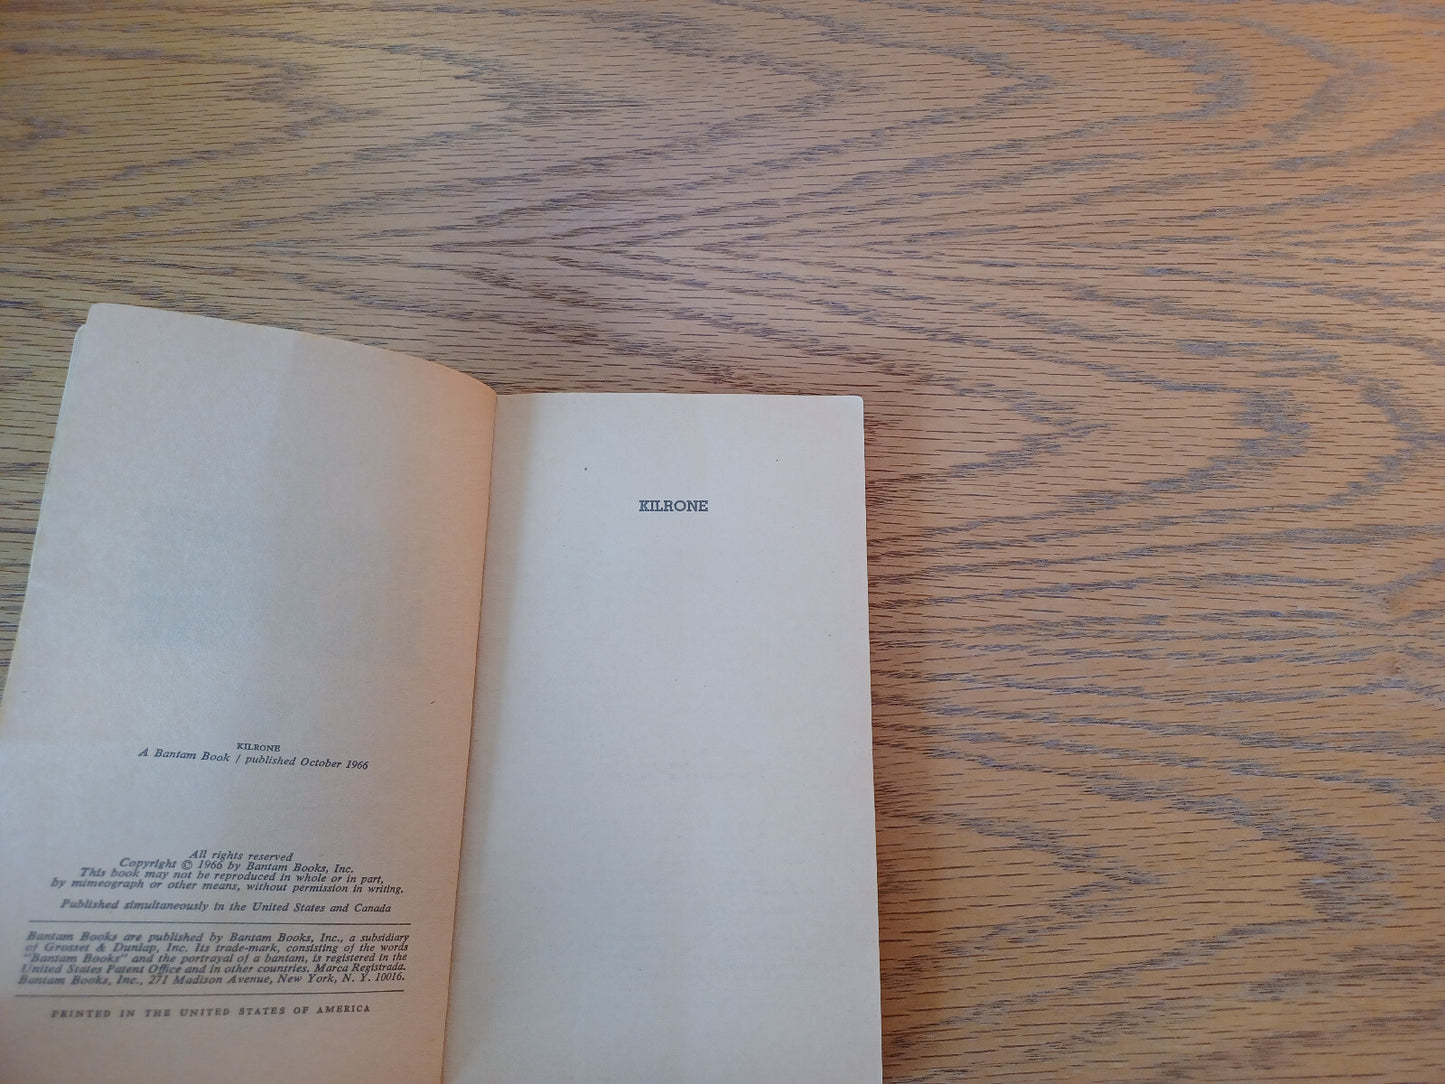 KILRONE
A Bantam Book / published October 1966
All rights reserved
Copyright © 1966 by Bantam Books, Inc.
This book may not be reproduced in whole or in part,
by mimeograph or other means, without permission in writing.
Published simultaneously in the United States and Canada
Bantam Books are published by Bantam Books, Inc., a subsidiary
of Grosset & Dunlap, Inc. Its trade-mark, consisting of the words
"Bantam Books" and the portrayal of a bantam, is registered in the
United States Patent Office and in other countries. Marca Registrada.
Bantam Books, Inc., 271 Madison Avenue, New York, N. Y. 10016.
PRINTED IN THE UNITED STATES OF AMERICA
KILRONE